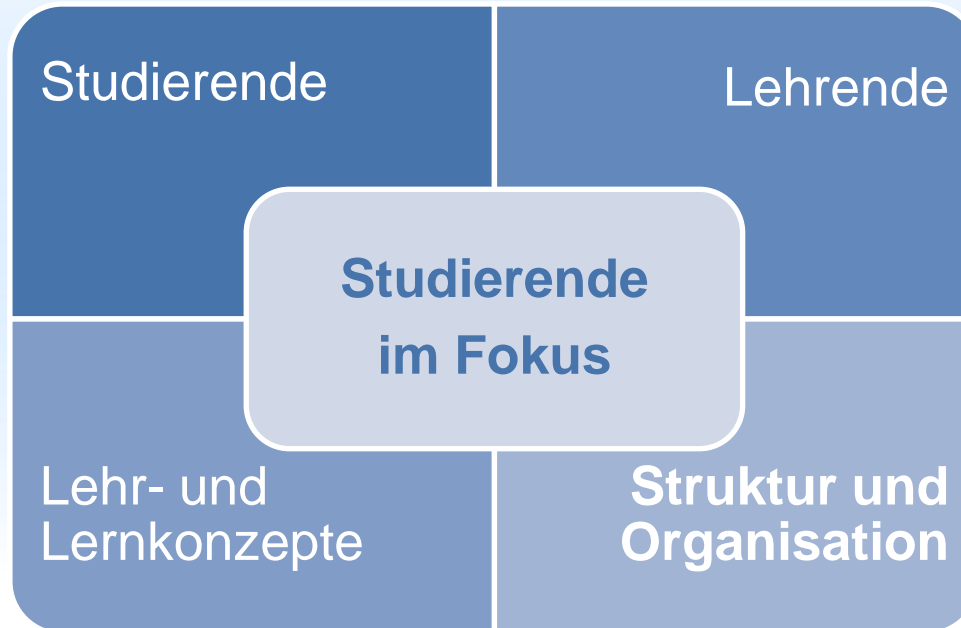 Studierende
Lehrende
Studierende
im Fokus
Lehr- und
Lernkonzepte
Struktur und
Organisation